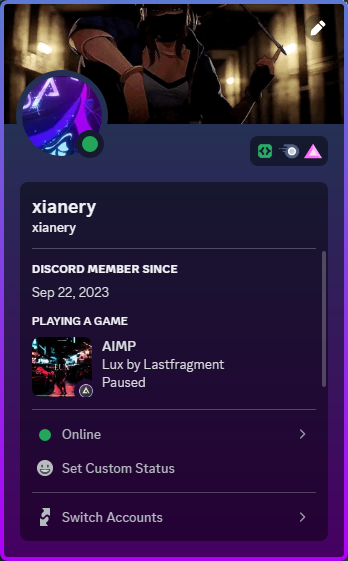 xianery
xianery
DISCORD MEMBER SINCE
Sep 22, 2023
PLAYING A GAME
AIMP
Lux by Lastfragment
Paused
LUX
Online
Set Custom Status
Switch Accounts